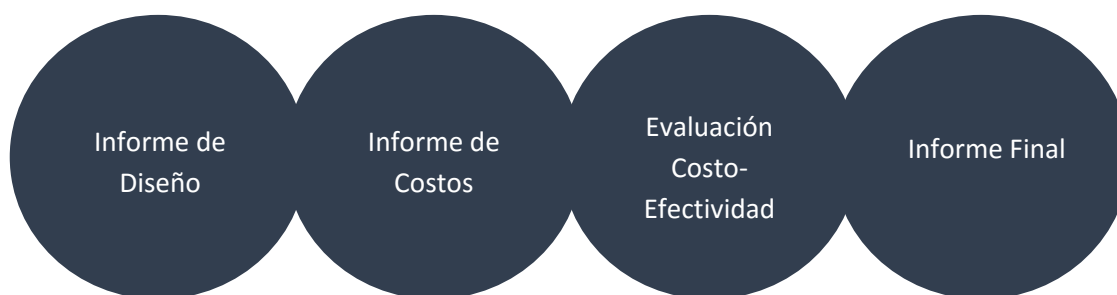 Informe de
Diseño
Informe de
Costos
Evaluación
Costo-
Efectividad
Informe Final